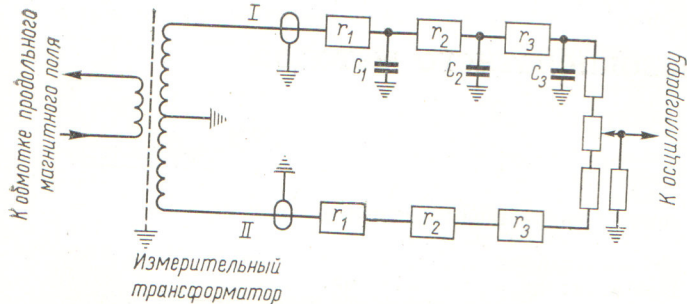 К обмотке продольного
магнитного поля
I
r1
C1
r2
C2
r3
C3
К осциллографу
II
r1
r2
r3
Измерительный
трансформатор